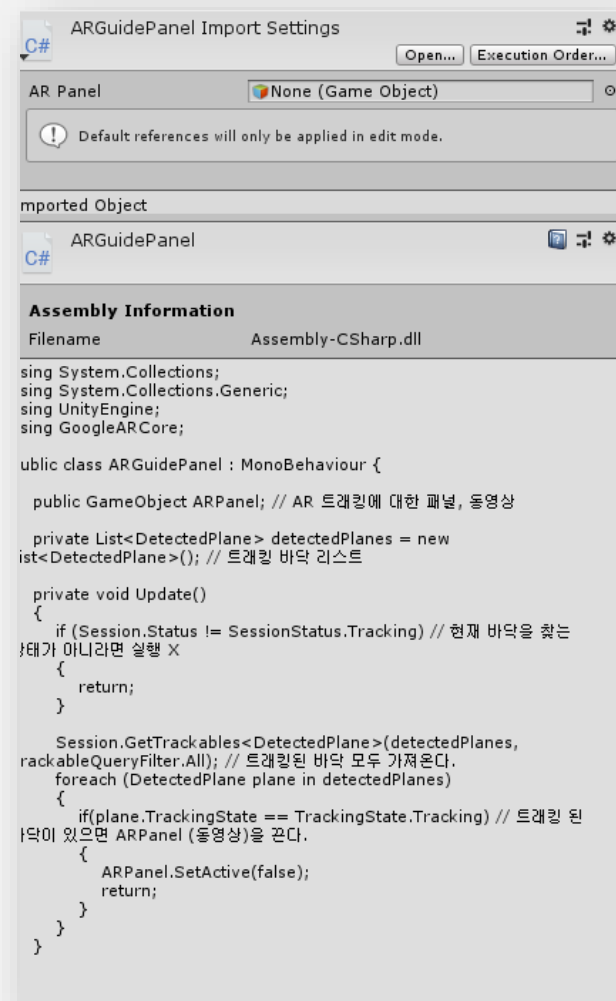 ARGuidePanel Import Settings
C#
Open... Execution Order...
AR Panel None (Game Object)
Default references will only be applied in edit mode.
mported Object
ARGuidePanel
C#
Assembly Information
Filename Assembly-CSharp.dll
sing System.Collections;
sing System.Collections.Generic;
sing UnityEngine;
sing GoogleARCore;
ublic class ARGuidePanel : MonoBehaviour {
public GameObject ARPanel; // AR 트래킹에 대한 패널, 동영상
private List<DetectedPlane> detectedPlanes = new
ist<DetectedPlane>(); // 트래킹 바닥 리스트
private void Update()
{
if (Session.Status != SessionStatus.Tracking) // 현재 바닥을 찾는
태가 아니라면 실행 X
{
return;
}
Session.GetTrackables<DetectedPlane>(detectedPlanes,
rackableQueryFilter.All); // 트래킹된 바닥 모두 가져온다.
foreach (DetectedPlane plane in detectedPlanes)
{
if(plane.TrackingState == TrackingState.Tracking) // 트래킹 된
닥이 있으면 ARPanel (동영상)을 끈다.
{
ARPanel.SetActive(false);
return;
}
}
}